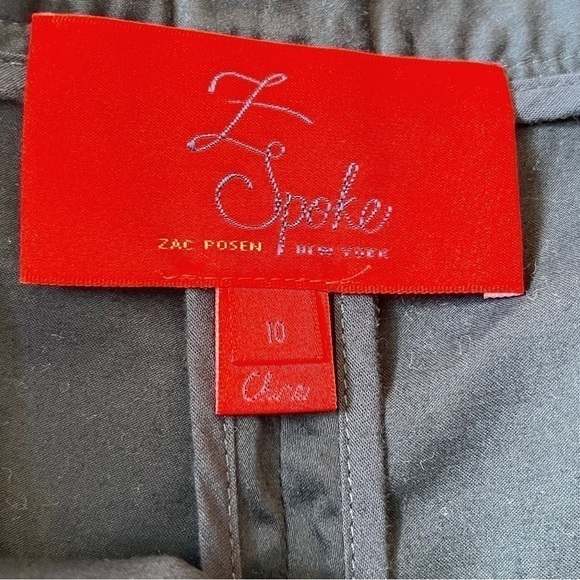 Z
Spoke
ZAC POSEN NEW YORK
10
China